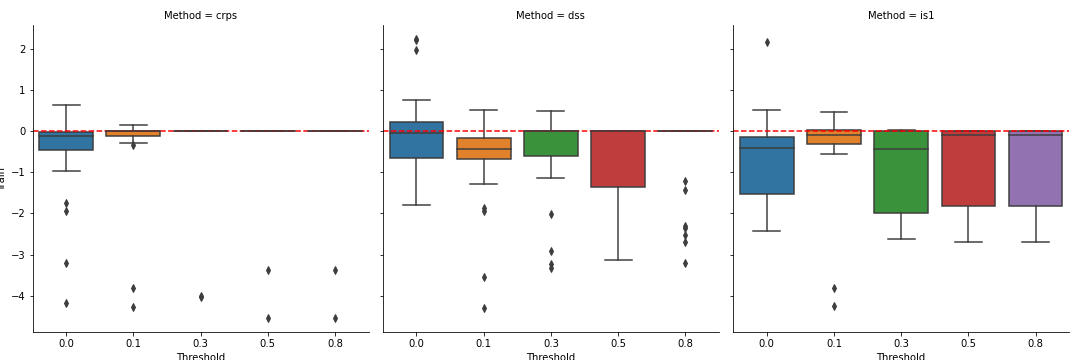 Method = crps
Method = dss
Method = is1
2
1
0
−1
−2
−3
−4
0.0 0.1 0.3 0.5 0.8
0.0 0.1 0.3 0.5 0.8
0.0 0.1 0.3 0.5 0.8
Threshold
Threshold
Threshold